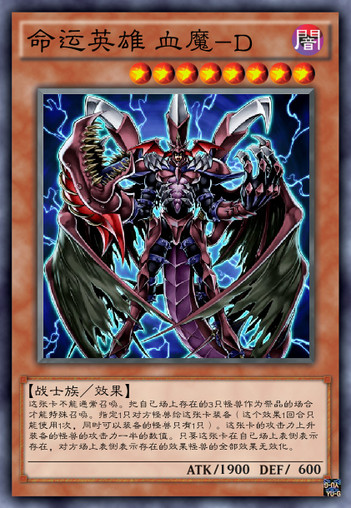 命运英雄 血魔-D
闇
【战士族／效果】
这张卡不能通常召唤。把自己场上存在的3只怪兽作为祭品的场合
才能特殊召唤。指定1只对方怪兽给这张卡装备（这个效果1回合只
能使用1次，同时可以装备的怪兽只有1只）。这张卡的攻击力上升
装备的怪兽的攻击力一半的数值。只要这张卡在自己场上表侧表示
存在，对方场上表侧表示存在的效果怪兽的全部效果无效化。
ATK/1900 DEF/ 600